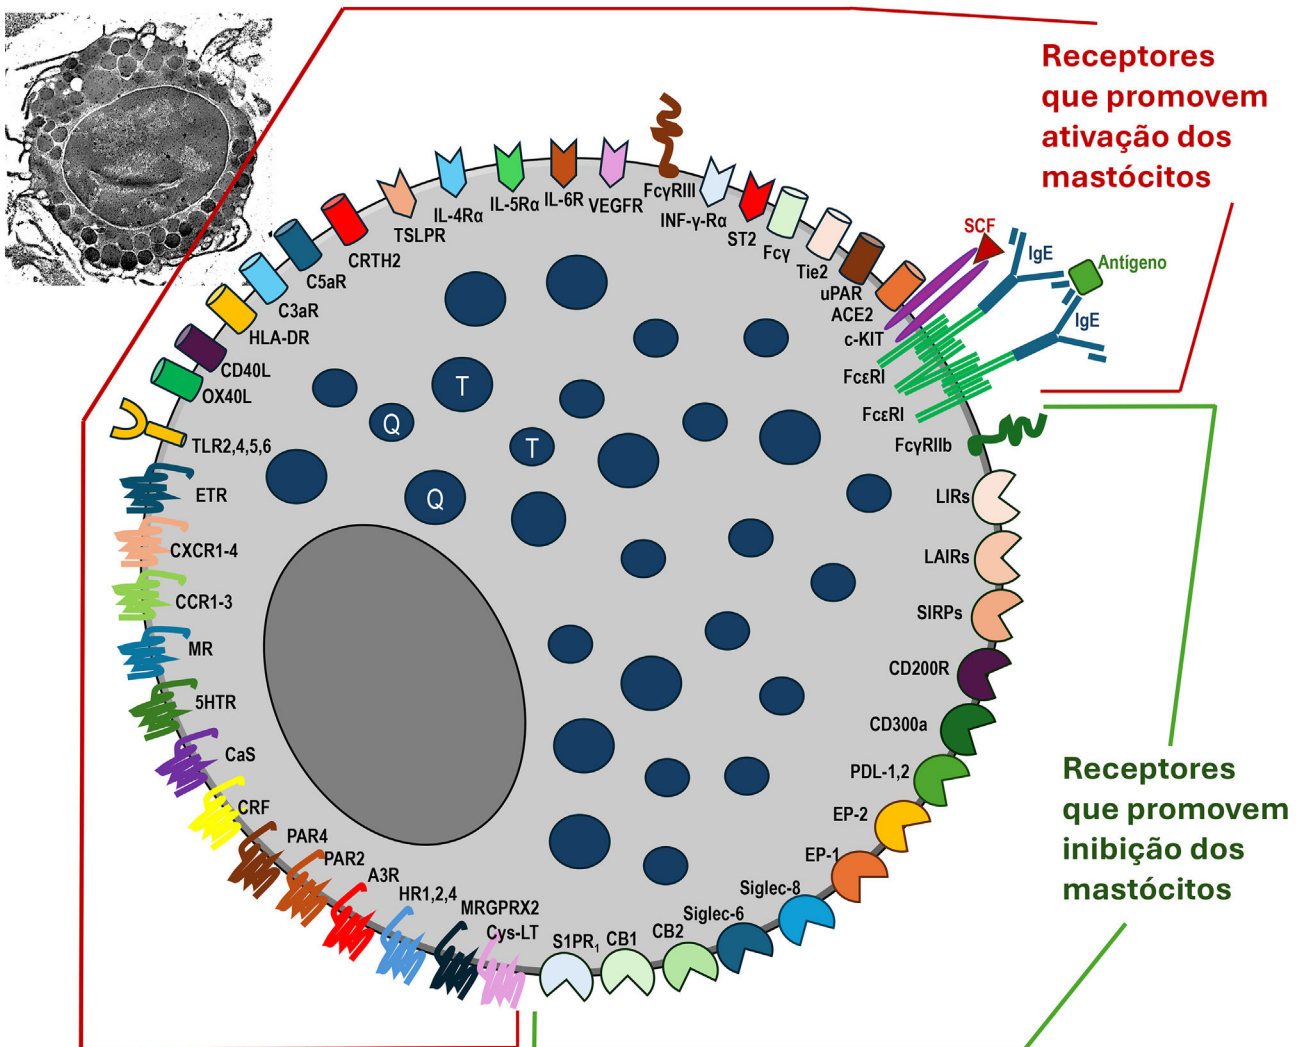 Receptores
que promovem
ativação dos
mastócitos
FcγRIII
IL-4Rα
IL-5Rα
IL-6R
VEGFR
TSLPR
INF-γ-Rα
ST2
Fcγ
Tie2
uPAR
ACE2
c-KIT
SCF
IgE
Antígeno
IgE
FcεRI
FcεRI
FcγRIIb
CRTH2
C5aR
C3aR
HLA-DR
CD40L
OX40L
TLR2,4,5,6
ETR
CXCR1-4
CCR1-3
MR
5HTR
CaS
CRF
PAR4
PAR2
A3R
HR1,2,4
MRGPRX2
Cys-LT
T
Q
T
Q
LIRs
LAIRs
SIRPs
CD200R
CD300a
PDL-1,2
EP-2
EP-1
Siglec-8
Siglec-6
CB2
CB1
S1PR1
Receptores
que promovem
inibição dos
mastócitos